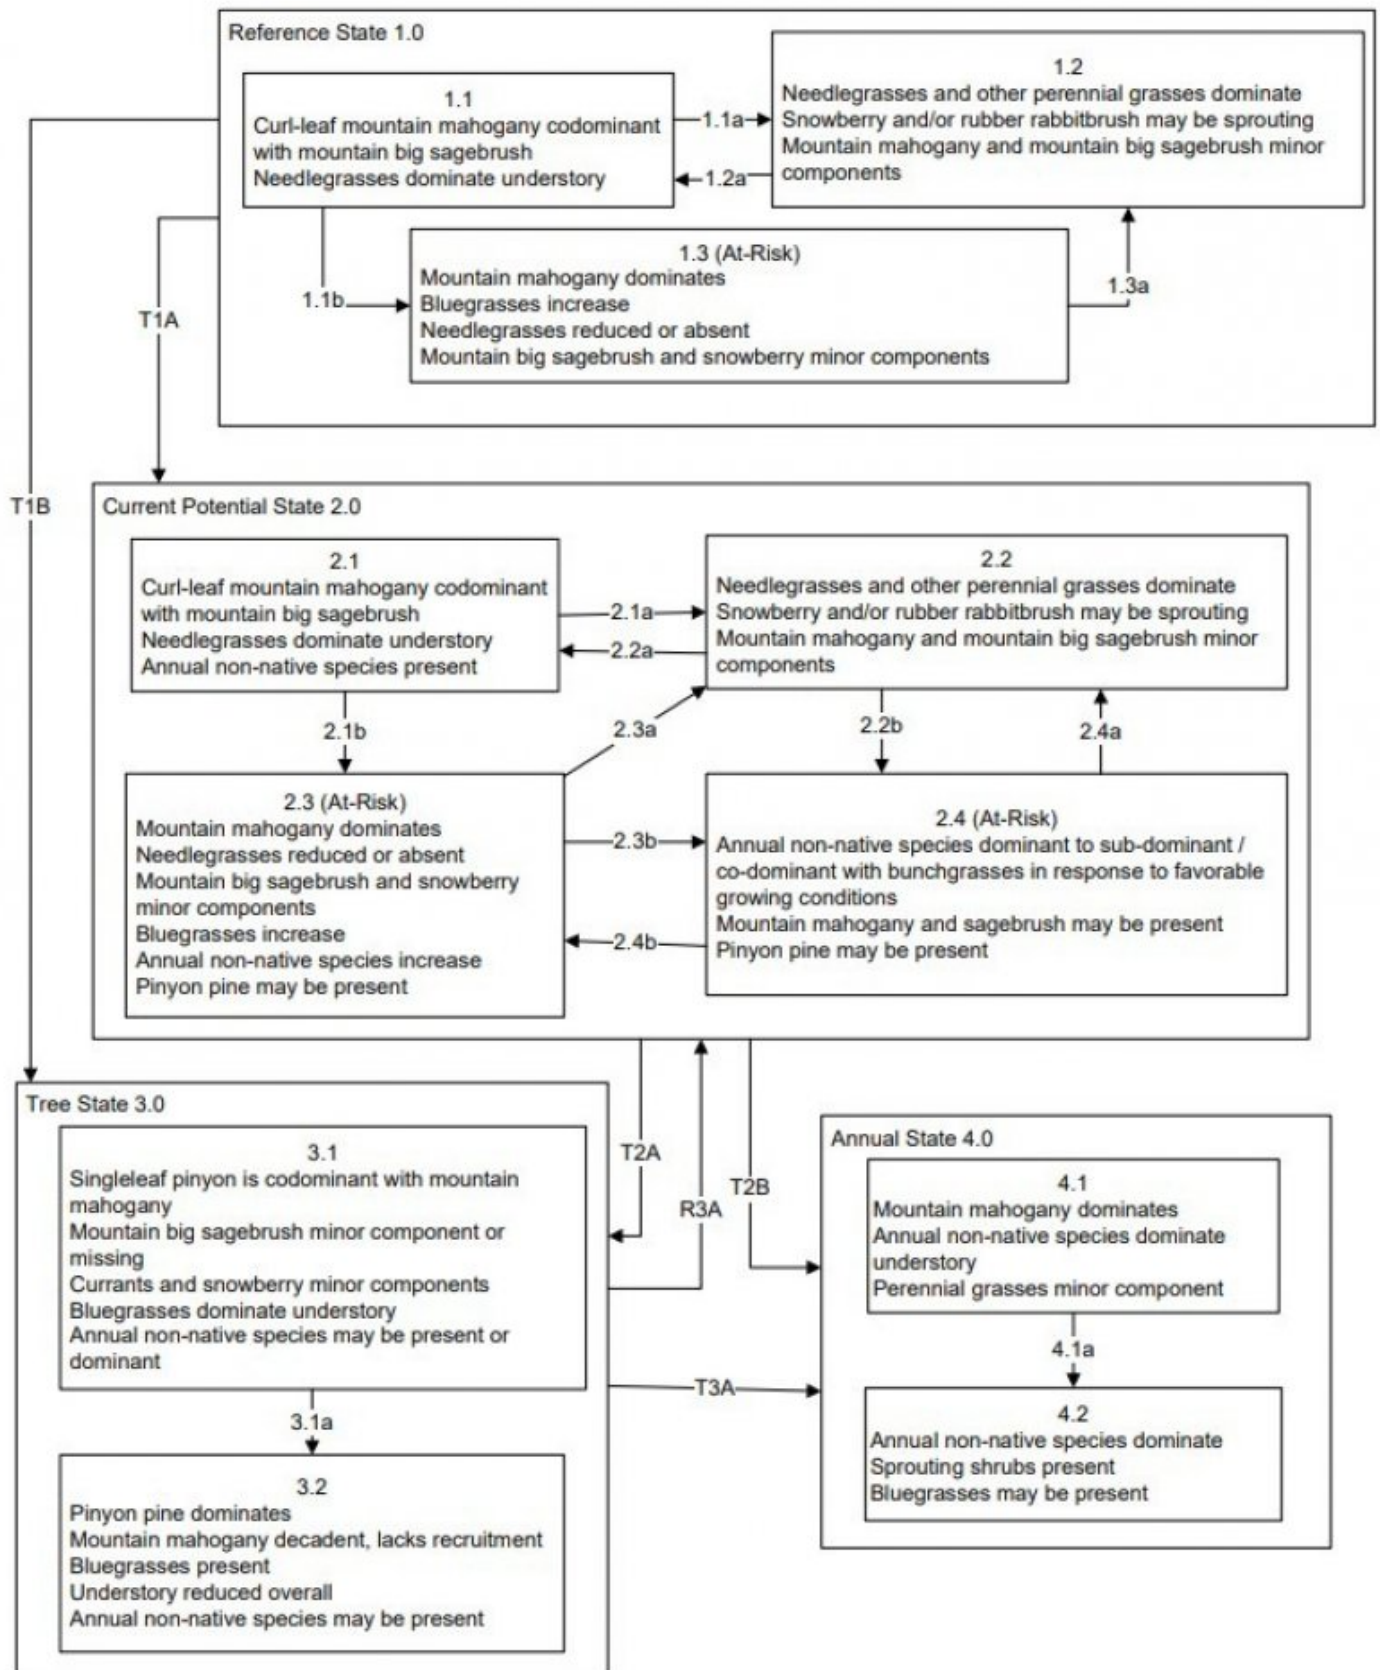 Reference State 1.0
1.1
Curl-leaf mountain mahogany codominant
with mountain big sagebrush
Needlegrasses dominate understory
1.1a
1.2a
1.2
Needlegrasses and other perennial grasses dominate
Snowberry and/or rubber rabbitbrush may be sprouting
Mountain mahogany and mountain big sagebrush minor
components
1.1b
1.3 (At-Risk)
Mountain mahogany dominates
Bluegrasses increase
Needlegrasses reduced or absent
Mountain big sagebrush and snowberry minor components
1.3a
T1A
T1B
Current Potential State 2.0
2.1
Curl-leaf mountain mahogany codominant
with mountain big sagebrush
Needlegrasses dominate understory
Annual non-native species present
2.1a
2.2a
2.2
Needlegrasses and other perennial grasses dominate
Snowberry and/or rubber rabbitbrush may be sprouting
Mountain mahogany and mountain big sagebrush minor
components
2.1b
2.3a
2.2b
2.4a
2.3 (At-Risk)
Mountain mahogany dominates
Needlegrasses reduced or absent
Mountain big sagebrush and snowberry
minor components
Bluegrasses increase
Annual non-native species increase
Pinyon pine may be present
2.3b
2.4b
2.4 (At-Risk)
Annual non-native species dominant to sub-dominant /
co-dominant with bunchgrasses in response to favorable
growing conditions
Mountain mahogany and sagebrush may be present
Pinyon pine may be present
Tree State 3.0
3.1
Singleleaf pinyon is codominant with mountain
mahogany
Mountain big sagebrush minor component or
missing
Currants and snowberry minor components
Bluegrasses dominate understory
Annual non-native species may be present or
dominant
T2A
R3A
T2B
T3A
3.1a
3.2
Pinyon pine dominates
Mountain mahogany decadent, lacks recruitment
Bluegrasses present
Understory reduced overall
Annual non-native species may be present
Annual State 4.0
4.1
Mountain mahogany dominates
Annual non-native species dominate
understory
Perennial grasses minor component
4.1a
4.2
Annual non-native species dominate
Sprouting shrubs present
Bluegrasses may be present